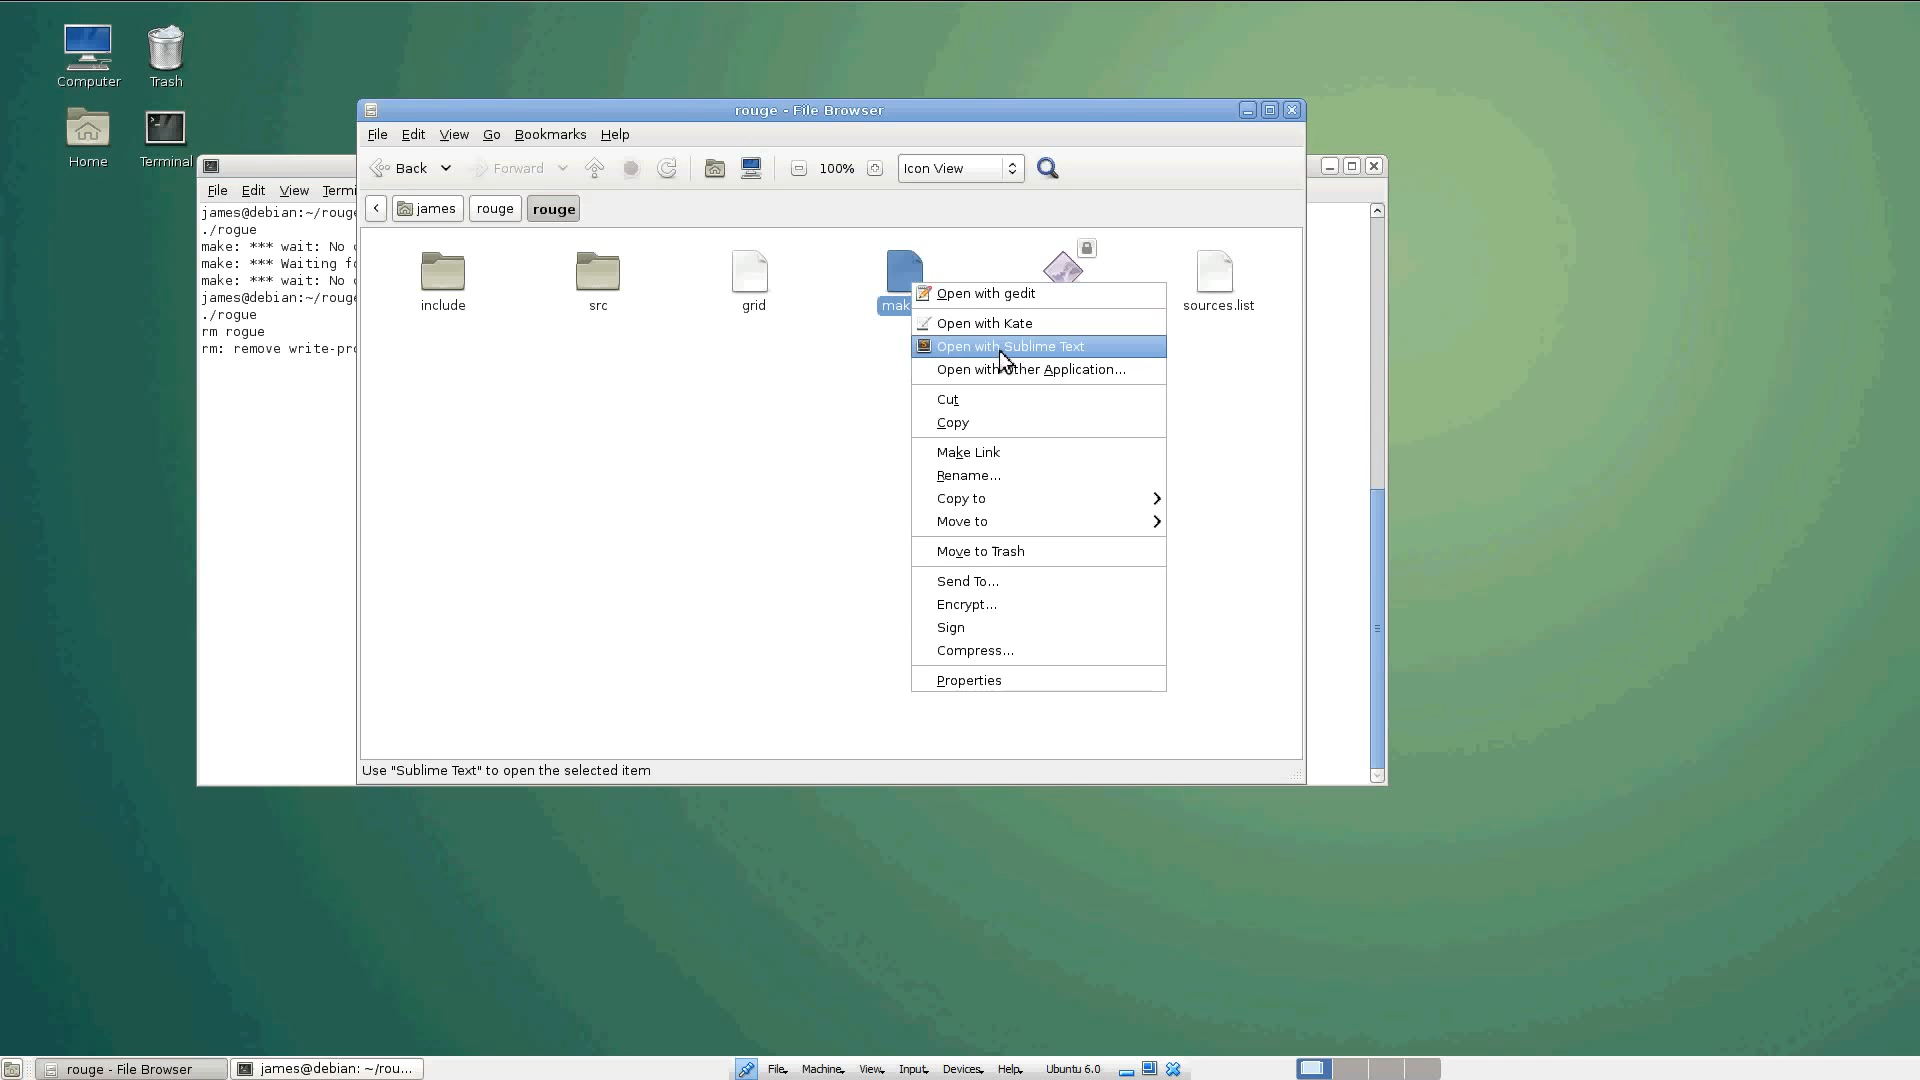 Computer
Trash
Home
Terminal
rouge - File Browser
File Edit View Go Bookmarks Help
Back Forward 100% Icon View
james rouge rouge
File Edit View Termi
james@debian:~/rouge
./rogue
make: *** wait: No
make: *** Waiting fo
make: *** wait: No
james@debian:~/rouge
./rogue
rm rogue
rm: remove write-pro
include
src
grid
mak
sources.list
Open with gedit
Open with Kate
Open with Sublime Text
Open with Other Application...
Cut
Copy
Make Link
Rename...
Copy to
Move to
Move to Trash
Send To...
Encrypt...
Sign
Compress...
Properties
Use "Sublime Text" to open the selected item
rouge - File Browser
james@debian: ~/rou...
File Machine View Input Devices Help Ubuntu 6.0